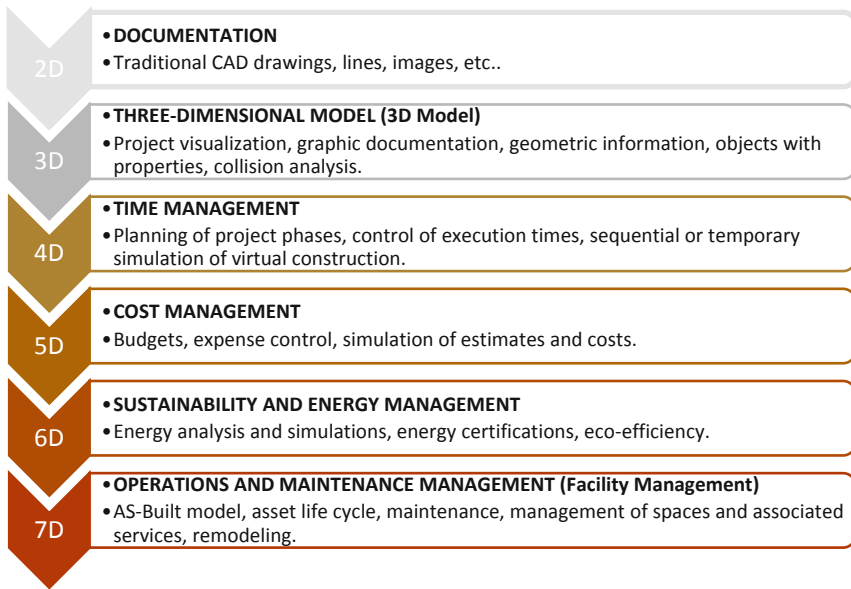 2D
•DOCUMENTATION
•Traditional CAD drawings, lines, images, etc..
3D
•THREE-DIMENSIONAL MODEL (3D Model)
•Project visualization, graphic documentation, geometric information, objects with
properties, collision analysis.
4D
•TIME MANAGEMENT
•Planning of project phases, control of execution times, sequential or temporary
simulation of virtual construction.
5D
•COST MANAGEMENT
•Budgets, expense control, simulation of estimates and costs.
6D
•SUSTAINABILITY AND ENERGY MANAGEMENT
•Energy analysis and simulations, energy certifications, eco-efficiency.
7D
•OPERATIONS AND MAINTENANCE MANAGEMENT (Facility Management)
•AS-Built model, asset life cycle, maintenance, management of spaces and associated
services, remodeling.